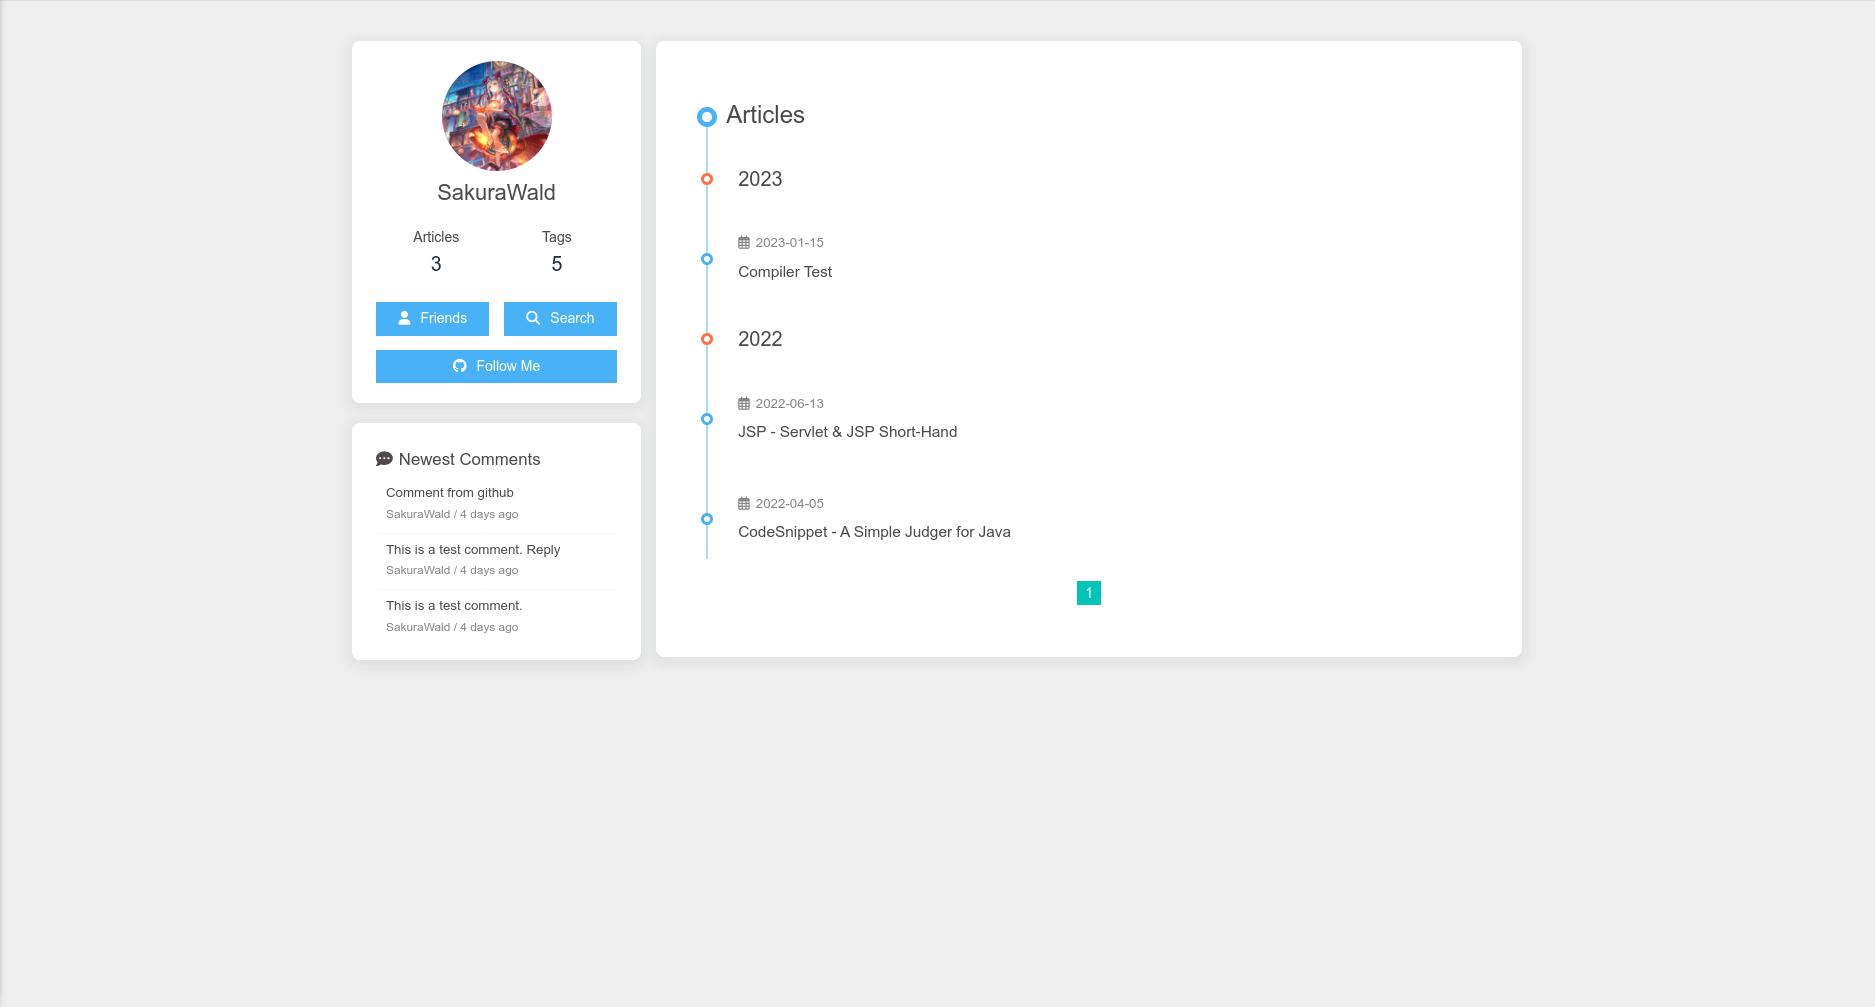 SakuraWald
Articles
Tags
3
5
Friends
Search
Follow Me
Newest Comments
Comment from github
SakuraWald / 4 days ago
This is a test comment. Reply
SakuraWald / 4 days ago
This is a test comment.
SakuraWald / 4 days ago
Articles
2023
2023-01-15
Compiler Test
2022
2022-06-13
JSP - Servlet & JSP Short-Hand
2022-04-05
CodeSnippet - A Simple Judger for Java
1